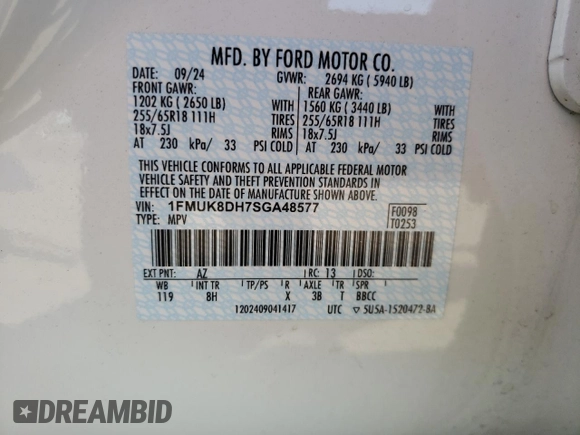 MFD. BY FORD MOTOR CO.
DATE: 09/24 GVWR: 2694 KG ( 5940 LB)
FRONT GAWR: REAR GAWR:
1202 KG ( 2650 LB) WITH 1560 KG ( 3440 LB) WITH
255/65R18 111H TIRES 255/65R18 111H TIRES
18x7.5J RIMS 18x7.5J RIMS
AT 230 kPa/ 33 PSI COLD AT 230 kPa/ 33 PSI COLD
THIS VEHICLE CONFORMS TO ALL APPLICABLE FEDERAL MOTOR
VEHICLE SAFETY AND THEFT PREVENTION STANDARDS IN
EFFECT ON THE DATE OF MANUFACTURE SHOWN ABOVE.
VIN: 1FMUK8DH7SGA48577 F0098
TYPE: MPV T0253
EXT PNT: AZ RC: 13 DSO:
WB INT TR TP/PS R AXLE TR SPR
119 8H X 3B T BBCC
1202409041417 UTC ▽ SU5A-1520472-BA
DREAMBID